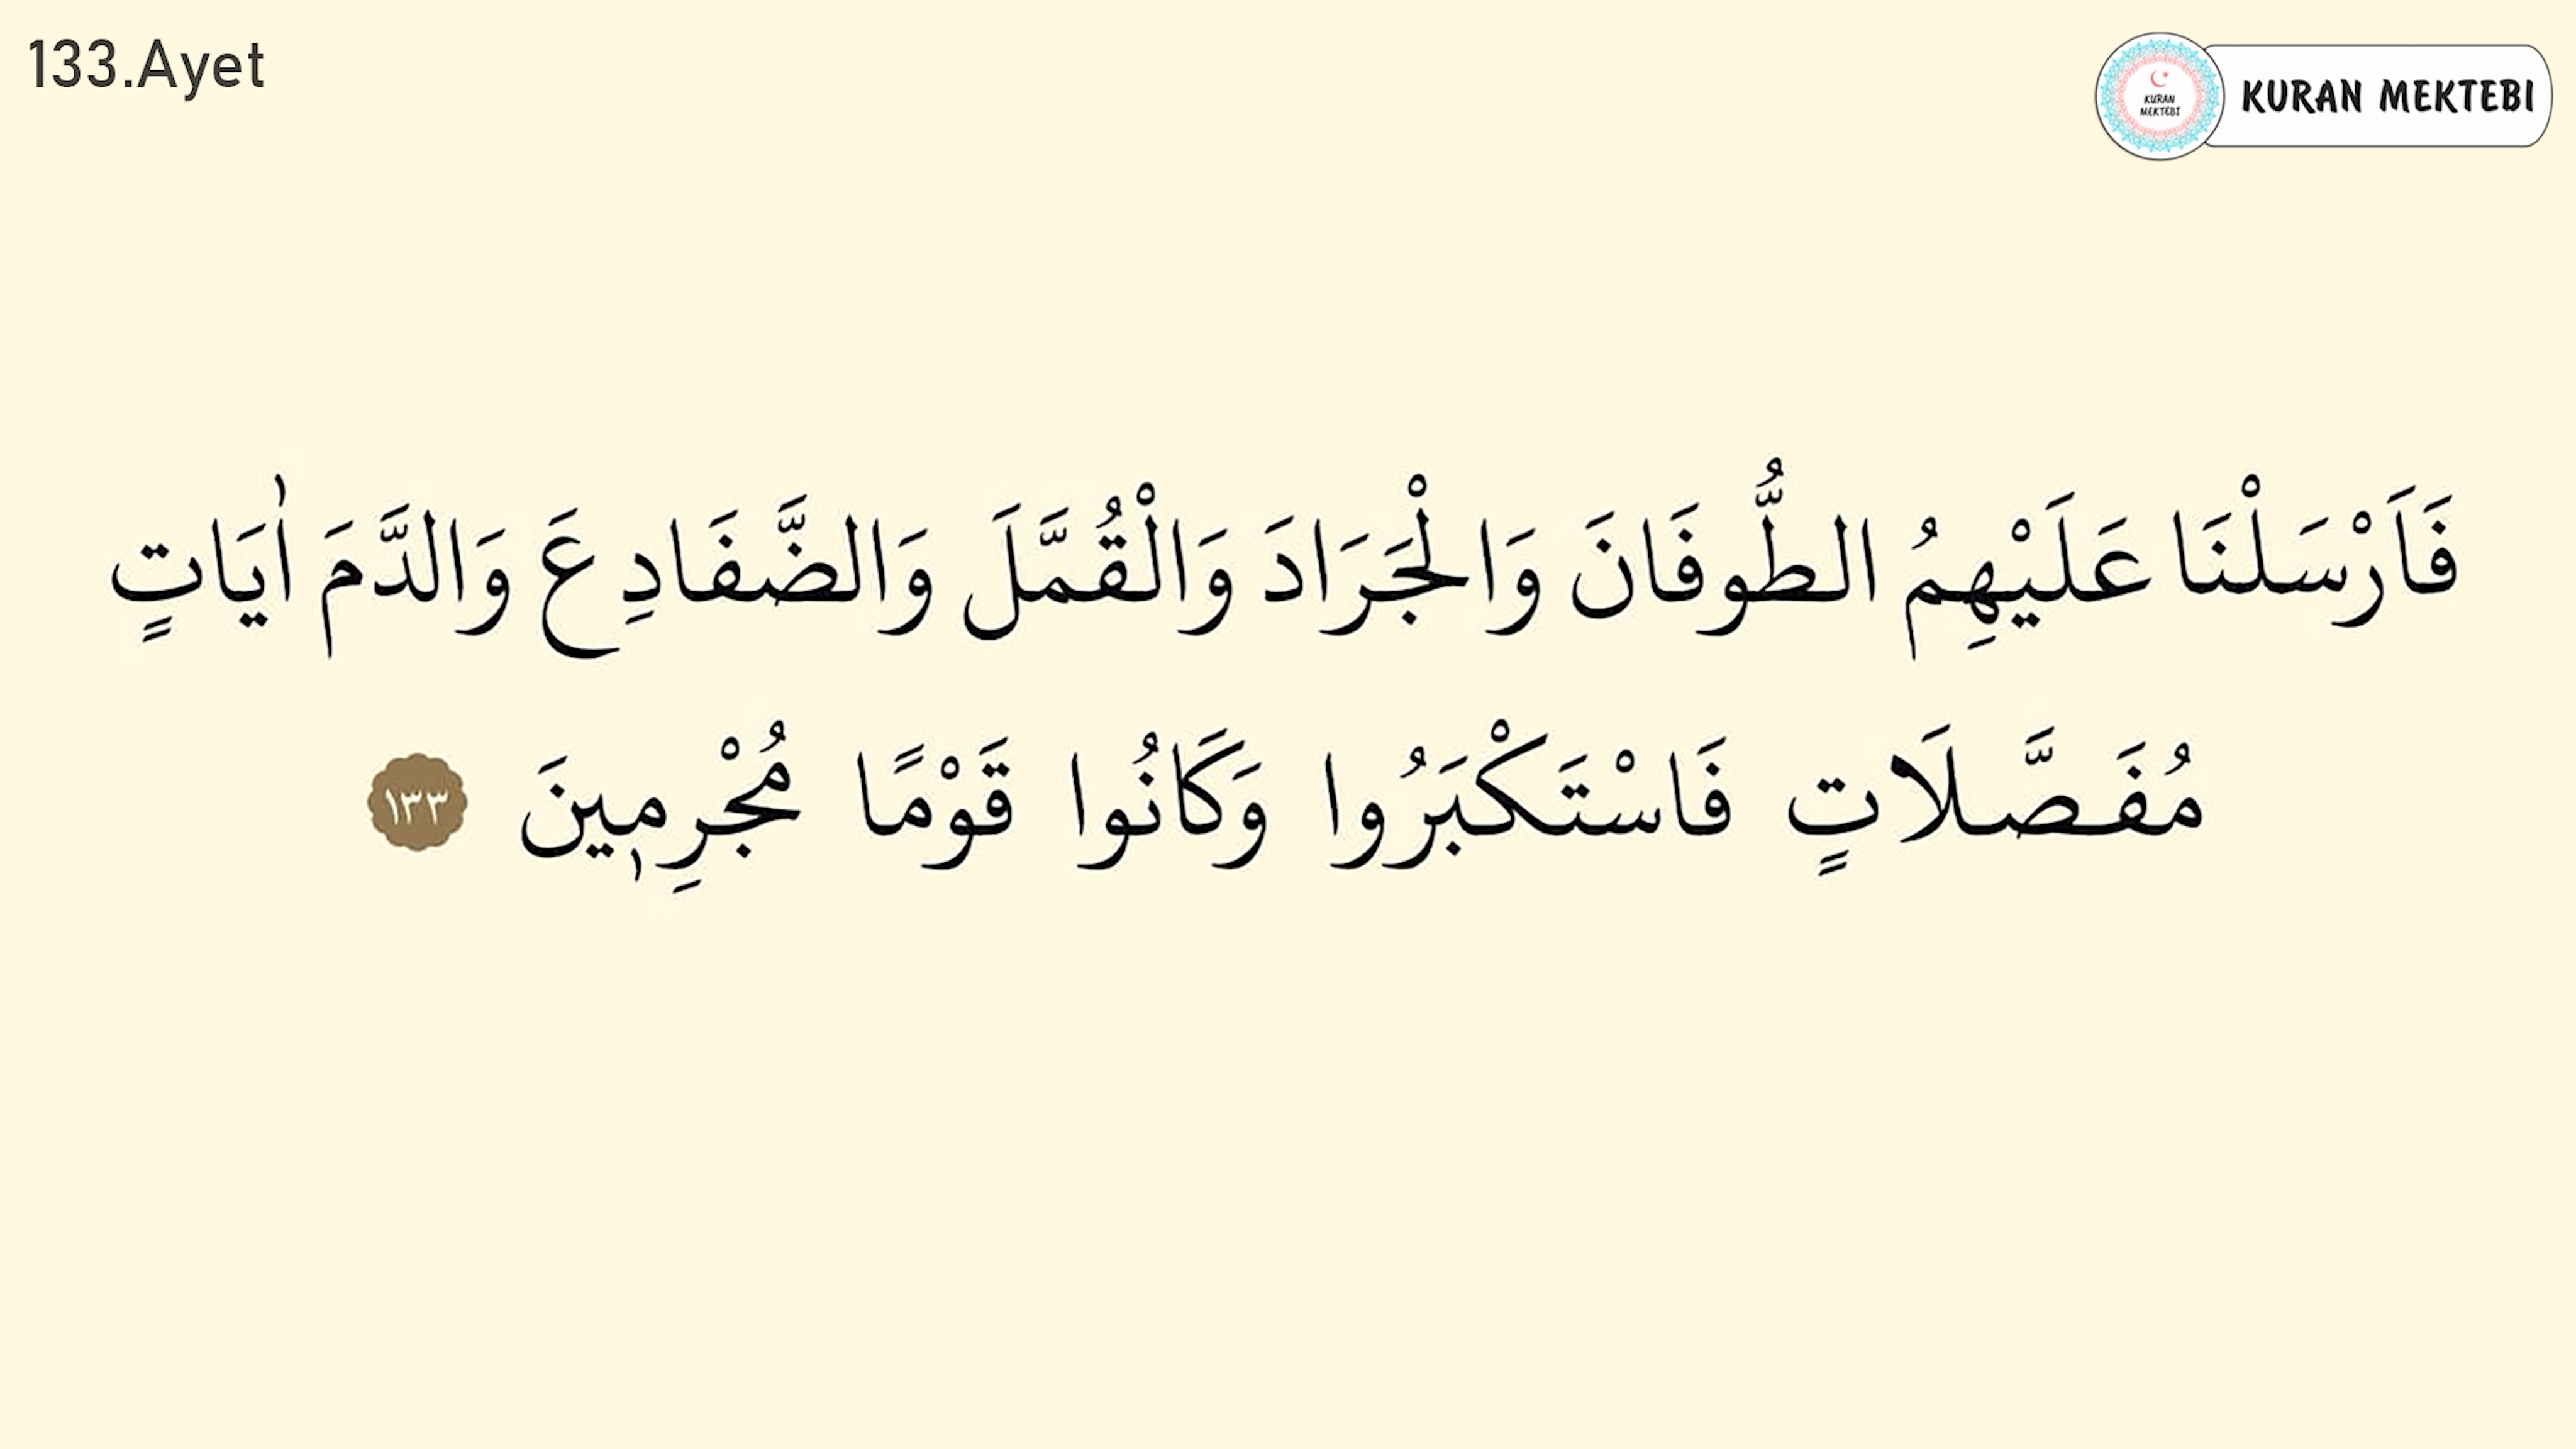 133.Ayet
KURAN MEKTEBI
KURAN
MEKTEBI
فَاَرْسَلْنَا عَلَيْهِمُ الطُّوفَانَ وَالْجَرَادَ وَالْقُمَّلَ وَالضَّفَادِعَ وَالدَّمَ اٰيَاتٍ
مُفَصَّلَاتٍ فَاسْتَكْبَرُوا وَكَانُوا قَوْمًا مُجْرِمٖينَ ١٣٣